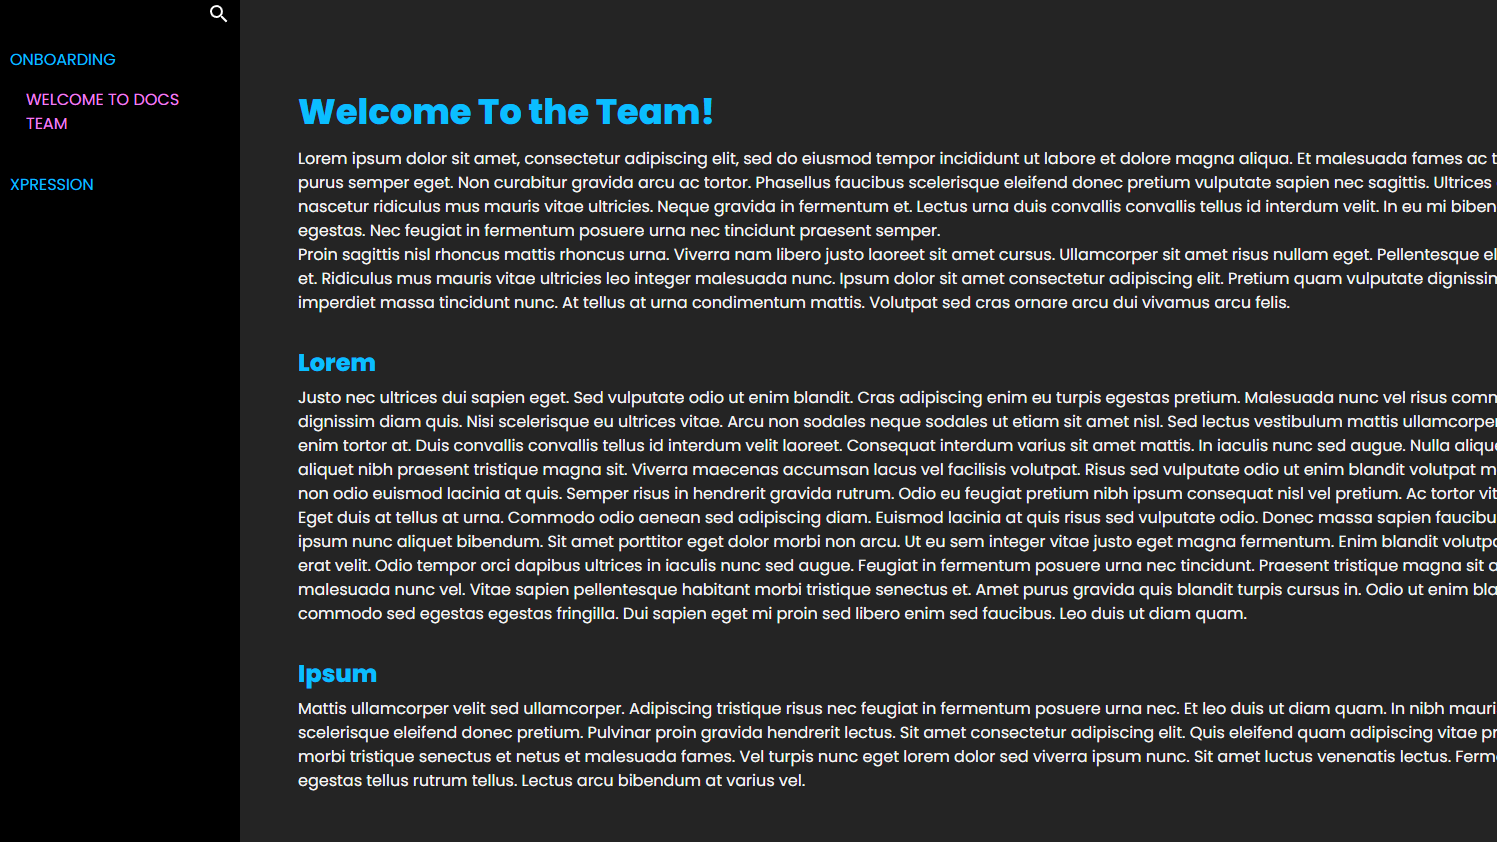 ONBOARDING
WELCOME TO DOCS
TEAM
XPRESSION
Welcome To the Team!
Lorem ipsum dolor sit amet, consectetur adipiscing elit, sed do eiusmod tempor incididunt ut labore et dolore magna aliqua. Et malesuada fames ac
purus semper eget. Non curabitur gravida arcu ac tortor. Phasellus faucibus scelerisque eleifend donec pretium vulputate sapien nec sagittis. Ultrices
nascetur ridiculus mus mauris vitae ultricies. Neque gravida in fermentum et. Lectus urna duis convallis convallis tellus id interdum velit. In eu mi
egestas. Nec feugiat in fermentum posuere urna nec tincidunt praesent semper.
Proin sagittis nisl rhoncus mattis rhoncus urna. Viverra nam libero justo laoreet sit amet cursus. Ullamcorper sit amet risus nullam eget. Pellentesque
et. Ridiculus mus mauris vitae ultricies leo integer malesuada nunc. Ipsum dolor sit amet consectetur adipiscing elit. Pretium quam vulputate
imperdiet massa tincidunt nunc. At tellus at urna condimentum mattis. Volutpat sed cras ornare arcu dui vivamus arcu felis.
Lorem
Justo nec ultrices dui sapien eget. Sed vulputate odio ut enim blandit. Cras adipiscing enim eu turpis egestas pretium. Malesuada nunc vel risus
dignissim diam quis. Nisi scelerisque eu ultrices vitae. Arcu non sodales neque sodales ut etiam sit amet nisl. Sed lectus vestibulum mattis ullamcorper
enim tortor at. Duis convallis convallis tellus id interdum velit laoreet. Consequat interdum varius sit amet mattis. In iaculis nunc sed augue. Nulla
aliquet nibh praesent tristique magna sit. Viverra maecenas accumsan lacus vel facilisis volutpat. Risus sed vulputate odio ut enim blandit volutpat
non odio euismod lacinia at quis. Semper risus in hendrerit gravida rutrum. Odio eu feugiat pretium nibh ipsum consequat nisl vel pretium. Ac tortor
Eget duis at tellus at urna. Commodo odio aenean sed adipiscing diam. Euismod lacinia at quis risus sed vulputate odio. Donec massa sapien
ipsum nunc aliquet bibendum. Sit amet porttitor eget dolor morbi non arcu. Ut eu sem integer vitae justo eget magna fermentum. Enim blandit
erat velit. Odio tempor orci dapibus ultrices in iaculis nunc sed augue. Feugiat in fermentum posuere urna nec tincidunt. Praesent tristique magna sit
malesuada nunc vel. Vitae sapien pellentesque habitant morbi tristique senectus et. Amet purus gravida quis blandit turpis cursus in. Odio ut enim
commodo sed egestas egestas fringilla. Dui sapien eget mi proin sed libero enim sed faucibus. Leo duis ut diam quam.
Ipsum
Mattis ullamcorper velit sed ullamcorper. Adipiscing tristique risus nec feugiat in fermentum posuere urna nec. Et leo duis ut diam quam. In nibh
scelerisque eleifend donec pretium. Pulvinar proin gravida hendrerit lectus. Sit amet consectetur adipiscing elit. Quis eleifend quam adipiscing vitae
morbi tristique senectus et netus et malesuada fames. Vel turpis nunc eget lorem dolor sed viverra ipsum nunc. Sit amet luctus venenatis lectus.
egestas tellus rutrum tellus. Lectus arcu bibendum at varius vel.